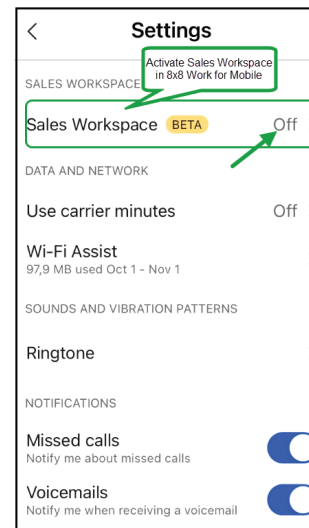 Settings
Activate Sales Workspace
in 8x8 Work for Mobile
SALES WORKSPACE
Sales Workspace BETA Off
DATA AND NETWORK
Use carrier minutes Off
Wi-Fi Assist
97,9 MB used Oct 1 - Nov 1
SOUNDS AND VIBRATION PATTERNS
Ringtone
NOTIFICATIONS
Missed calls
Notify me about missed calls
Voicemails
Notify me when receiving a voicemail